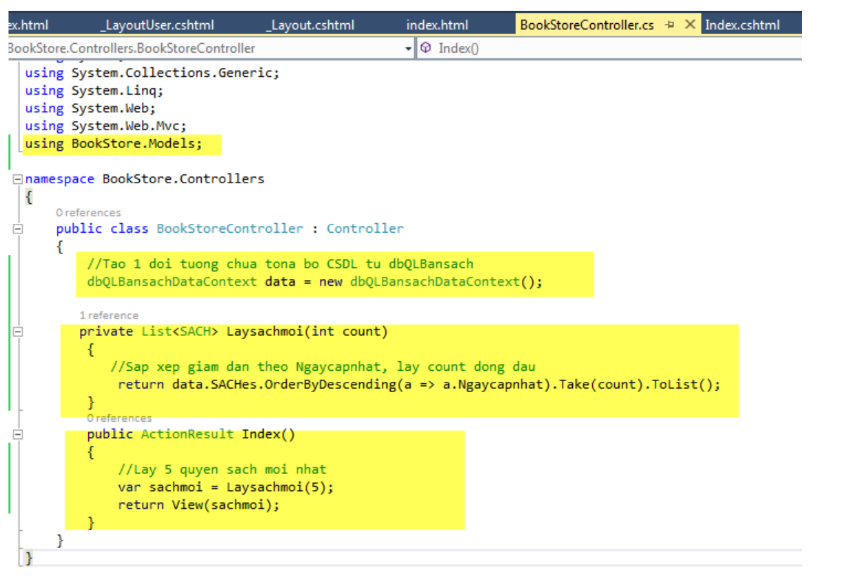 ex.html _LayoutUser.cshtml _Layout.cshtml index.html BookStoreController.cs Index.cshtml
BookStore.Controllers.BookStoreController Index()
using System.Collections.Generic;
using System.Linq;
using System.Web;
using System.Web.Mvc;
using BookStore.Models;
namespace BookStore.Controllers
{
0 references
public class BookStoreController : Controller
{
//Tao 1 doi tuong chua tona bo CSDL tu dbQLBansach
dbQLBansachDataContext data = new dbQLBansachDataContext();
1 reference
private List<SACH> Laysachmoi(int count)
{
//Sap xep giam dan theo Ngaycapnhat, lay count dong dau
return data.SACHes.OrderByDescending(a => a.Ngaycapnhat).Take(count).ToList();
}
0 references
public ActionResult Index()
{
//Lay 5 quyen sach moi nhat
var sachmoi = Laysachmoi(5);
return View(sachmoi);
}
}
}